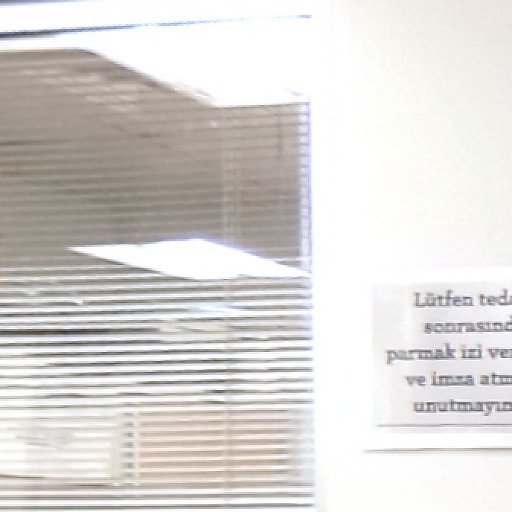 Lütfen teda
sonrasınd
parmak izi ver
ve imza atm
unutmayın